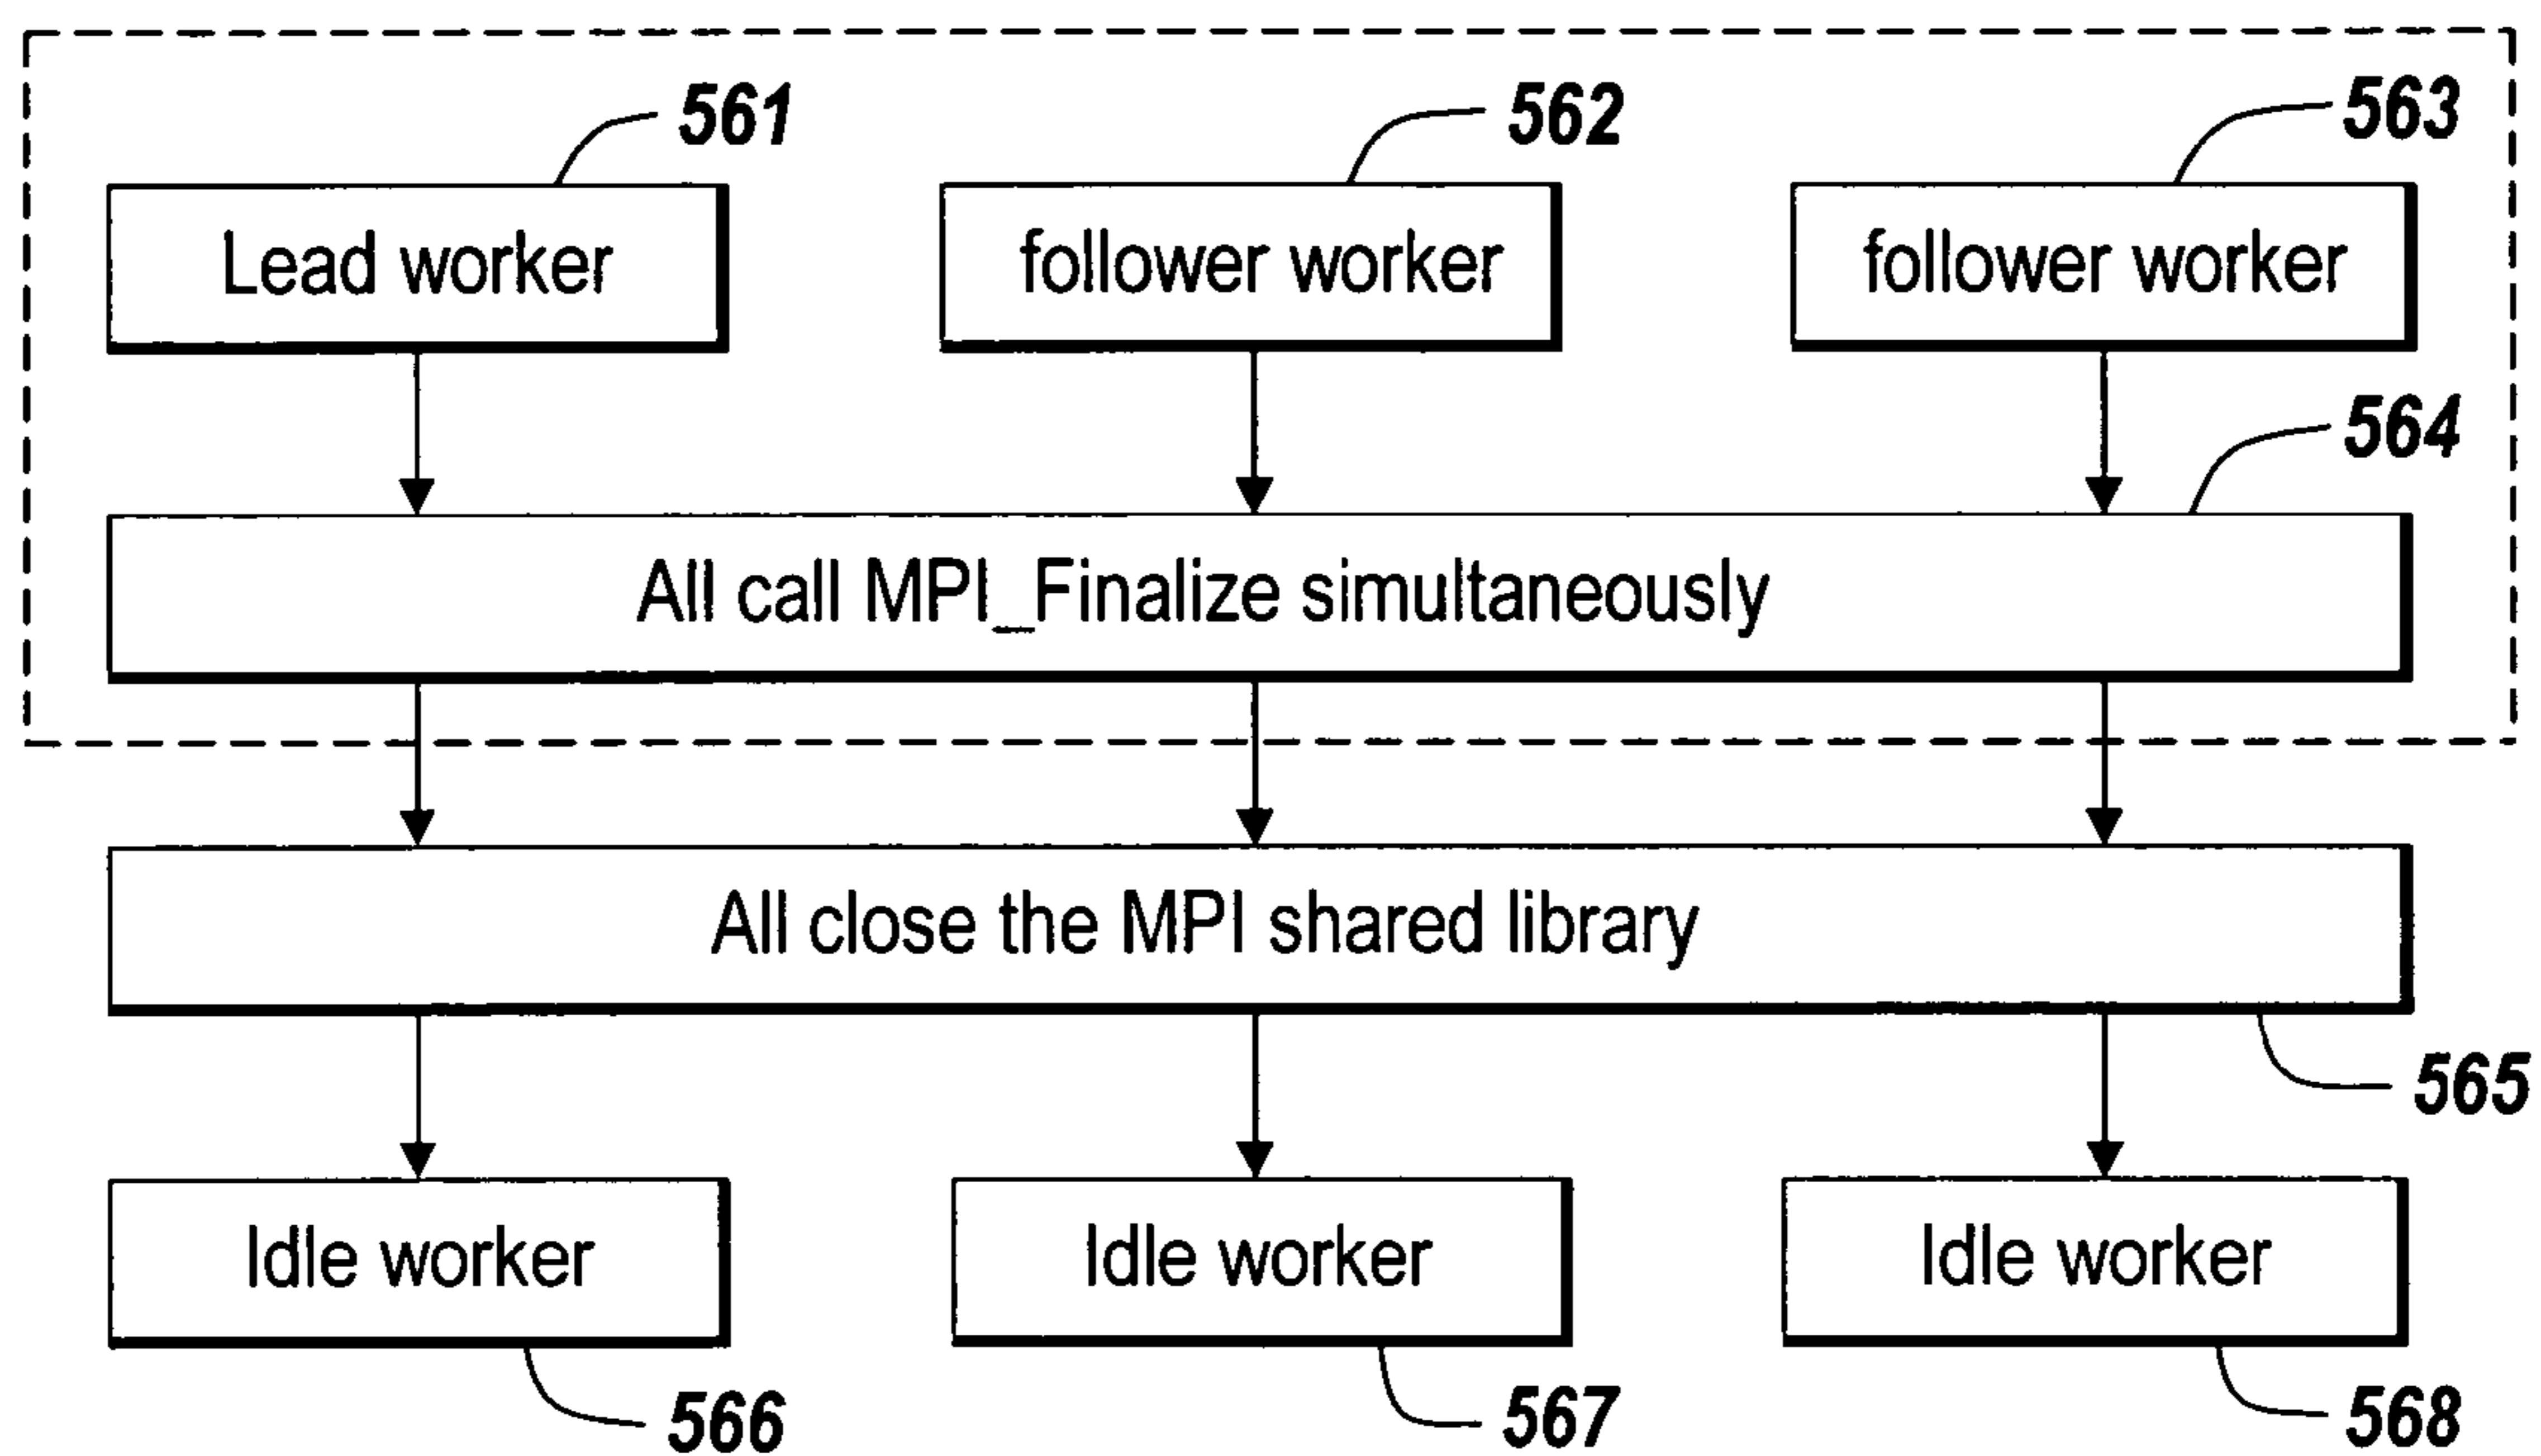 561
562
563
Lead worker
follower worker
follower worker
564
All call MPI_Finalize simultaneously
All close the MPI shared library
565
Idle worker
Idle worker
Idle worker
566
567
568